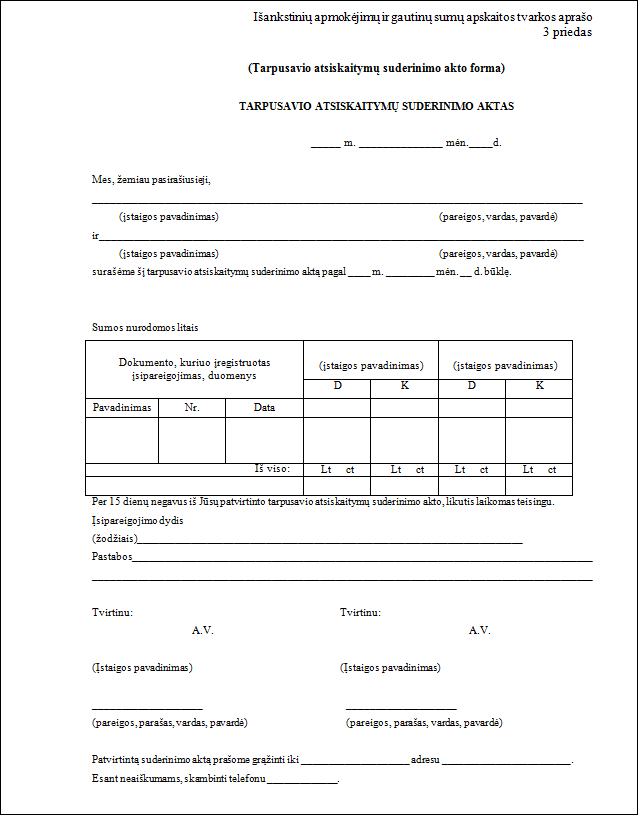 Išankstinių apmokėjimų ir gautinų sumų apskaitos tvarkos aprašo
3 priedas
(Tarpusavio atsiskaitymų suderinimo akto forma)
TARPUSAVIO ATSISKAITYMŲ SUDERINIMO AKTAS
_____ m. ______________ mėn.____d.
Mes, žemiau pasirašiusieji,
(įstaigos pavadinimas) (pareigos, vardas, pavardė)
ir
(įstaigos pavadinimas) (pareigos, vardas, pavardė)
surašėme šį tarpusavio atsiskaitymų suderinimo aktą pagal ____ m. _________ mėn. __ d. būklę.
Sumos nurodomos litais
Dokumento, kuriuo įregistruotas įsipareigojimas, duomenys (įstaigos pavadinimas) (įstaigos pavadinimas)
D K D K
Pavadinimas Nr. Data
Iš viso: Lt ct Lt ct Lt ct Lt ct
Per 15 dienų negavus iš Jūsų patvirtinto tarpusavio atsiskaitymų suderinimo akto, likutis laikomas teisingu.
Įsipareigojimo dydis
(žodžiais)
Pastabos
Tvirtinu: Tvirtinu:
A.V. A.V.
(Įstaigos pavadinimas) (Įstaigos pavadinimas)
(pareigos, parašas, vardas, pavardė) (pareigos, parašas, vardas, pavardė)
Patvirtintą suderinimo aktą prašome grąžinti iki ____________________ adresu ________________________.
Esant neaiškumams, skambinti telefonu _____________.